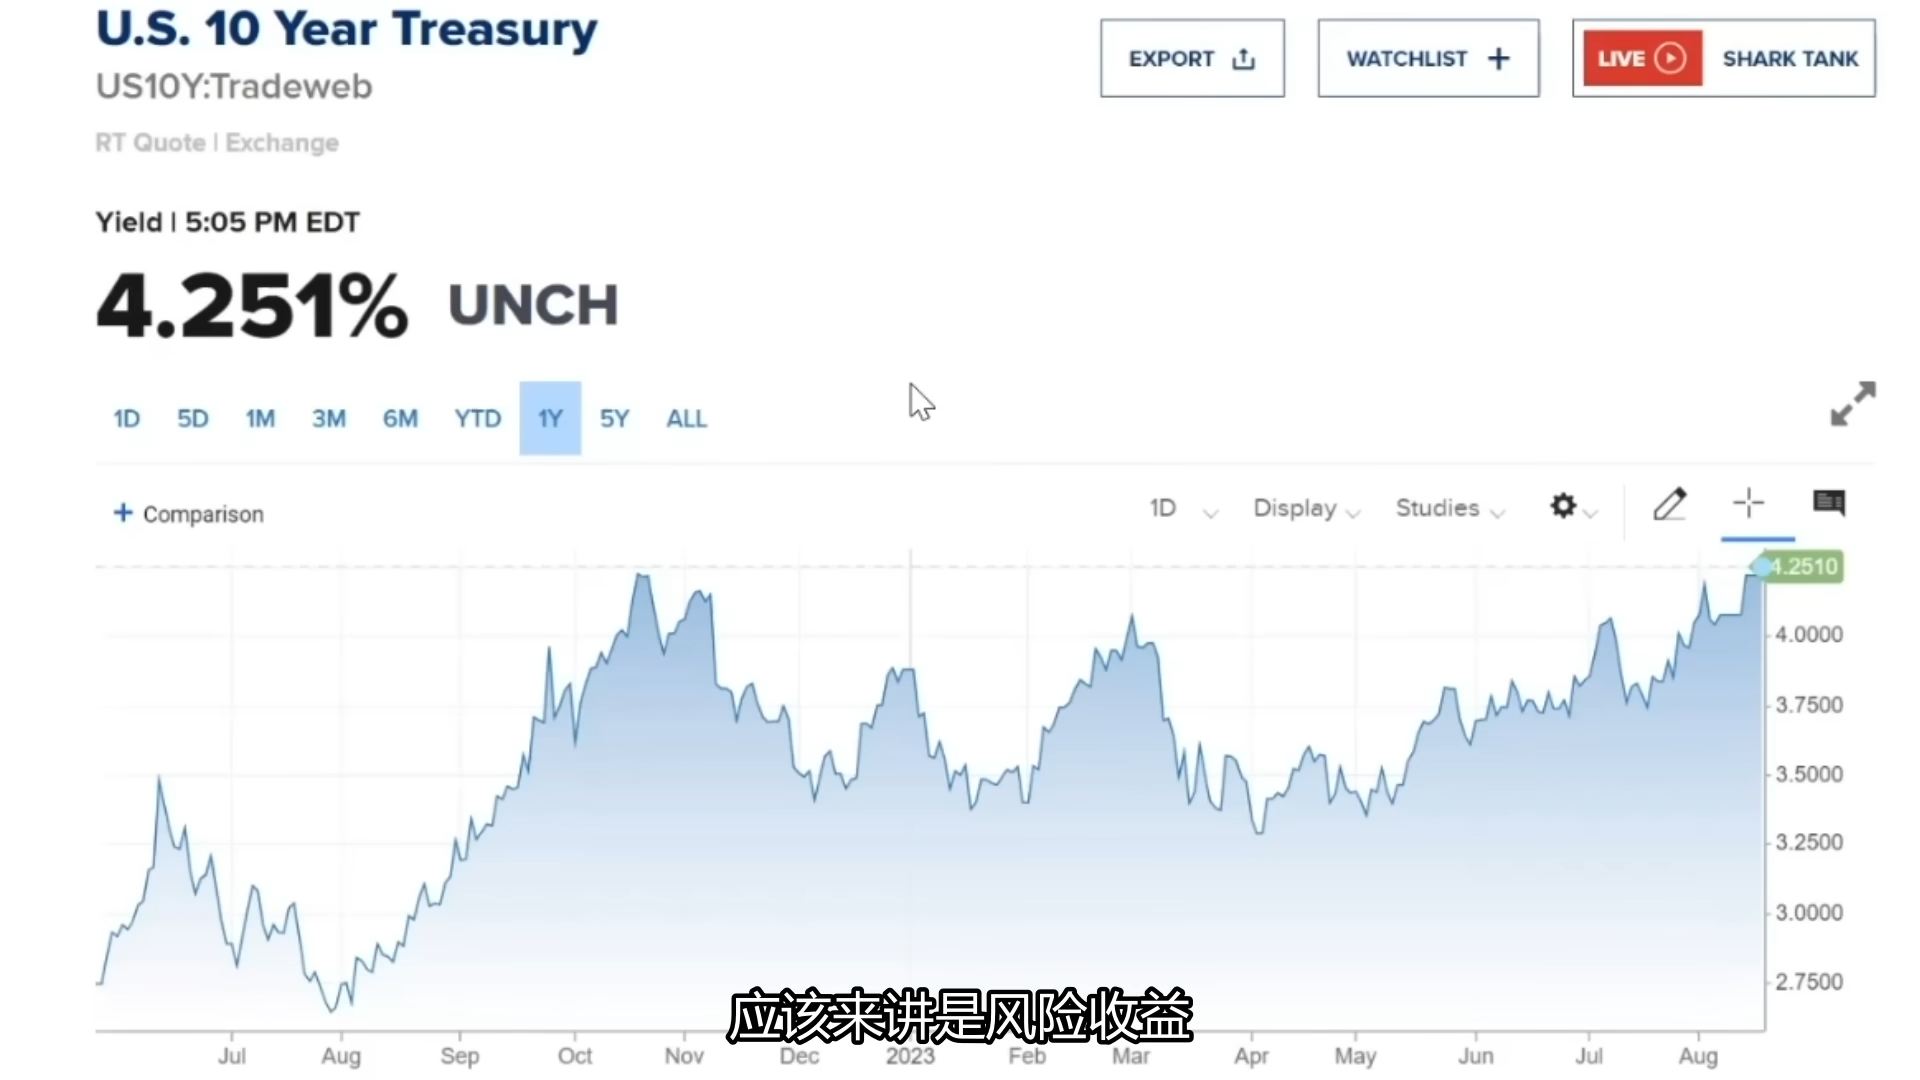 U.S. 10 Year Treasury
US10Y:Tradeweb
RT Quote | Exchange
EXPORT
WATCHLIST +
LIVE SHARK TANK
Yield | 5:05 PM EDT
4.251% UNCH
1D 5D 1M 3M 6M YTD 1Y 5Y ALL
+ Comparison
1D Display Studies
4.2510
4.0000
3.7500
3.5000
3.2500
3.0000
2.7500
应该来讲是风险收益
Jul Aug Sep Oct Nov Dec 2023 Feb Mar Apr May Jun Jul Aug